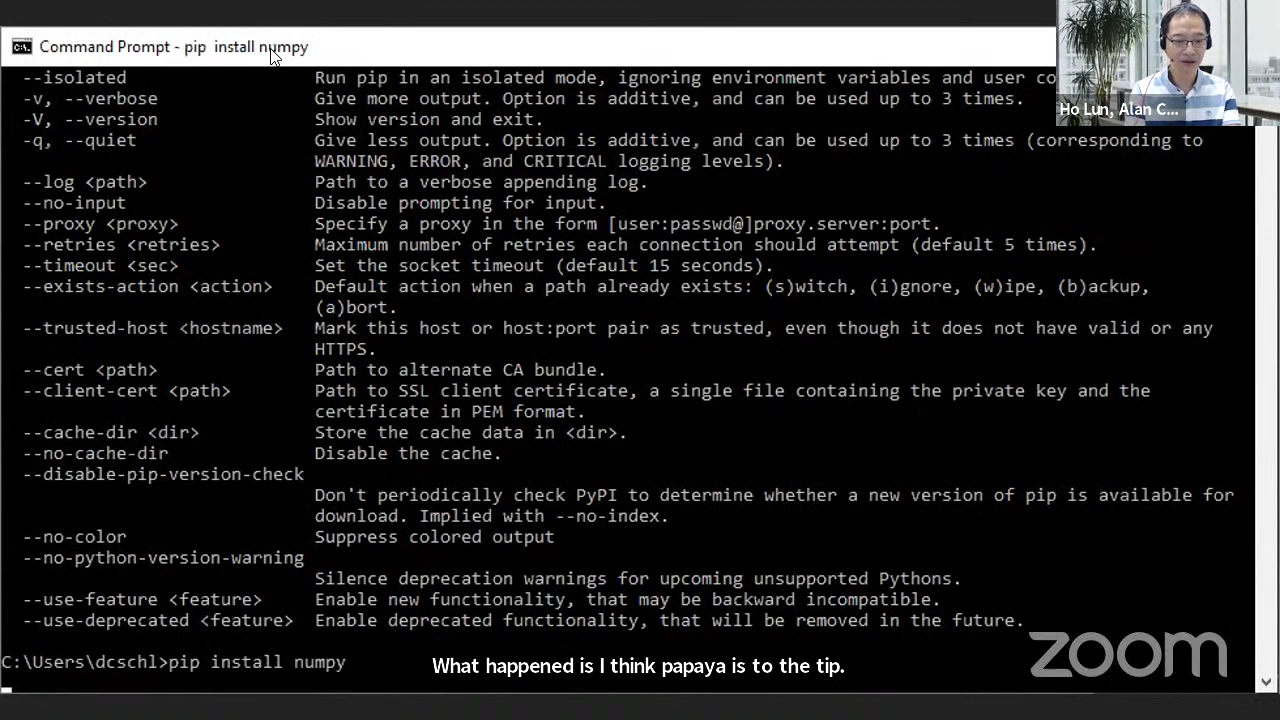 Command Prompt - pip  install numpy
Ho Lun, Alan C...
--isolated Run pip in an isolated mode, ignoring environment variables and user co
-v, --verbose Give more output. Option is additive, and can be used up to 3 times.
-V, --version Show version and exit.
-q, --quiet Give less output. Option is additive, and can be used up to 3 times (corresponding to
WARNING, ERROR, and CRITICAL logging levels).
--log <path> Path to a verbose appending log.
--no-input Disable prompting for input.
--proxy <proxy> Specify a proxy in the form [user:passwd@]proxy.server:port.
--retries <retries> Maximum number of retries each connection should attempt (default 5 times).
--timeout <sec> Set the socket timeout (default 15 seconds).
--exists-action <action> Default action when a path already exists: (s)witch, (i)gnore, (w)ipe, (b)ackup,
(a)bort.
--trusted-host <hostname> Mark this host or host:port pair as trusted, even though it does not have valid or any
HTTPS.
--cert <path> Path to alternate CA bundle.
--client-cert <path> Path to SSL client certificate, a single file containing the private key and the
certificate in PEM format.
--cache-dir <dir> Store the cache data in <dir>.
--no-cache-dir Disable the cache.
--disable-pip-version-check
Don't periodically check PyPI to determine whether a new version of pip is available for
download. Implied with --no-index.
--no-color Suppress colored output
--no-python-version-warning
Silence deprecation warnings for upcoming unsupported Pythons.
--use-feature <feature> Enable new functionality, that may be backward incompatible.
--use-deprecated <feature> Enable deprecated functionality, that will be removed in the future.
C:\Users\dcschl>pip install numpy
What happened is I think papaya is to the tip.
zoom